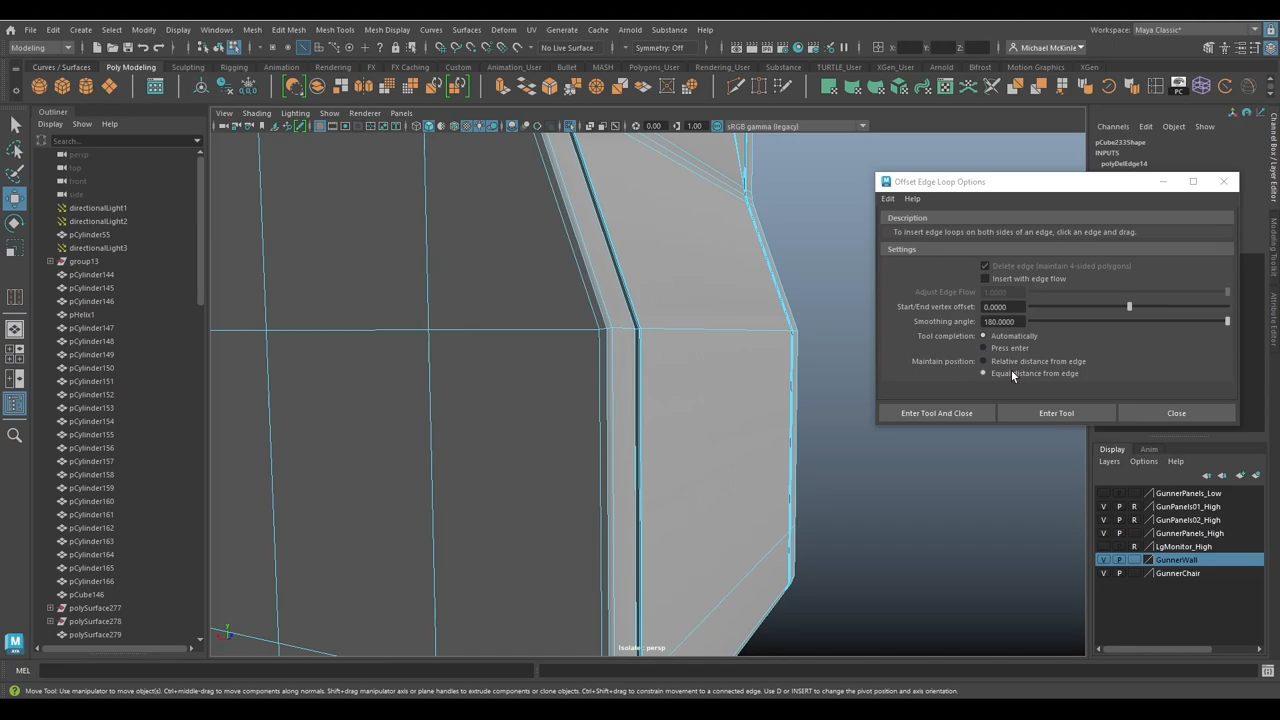 File Edit Create Select Modify Display Windows Mesh Edit Mesh Mesh Tools Mesh Display Curves Surfaces Deform UV Generate Cache Arnold Substance Help
Workspace: Maya Classic*
Modeling
No Live Surface
Symmetry: Off
X:
Y:
Z:
Michael McKinle
Curves / Surfaces Poly Modeling Sculpting Rigging Animation Rendering FX FX Caching Custom Animation_User Bullet MASH Polygons_User Rendering_User Substance TURTLE_User XGen_User Arnold Bifrost Motion Graphics XGen
PC
Outliner
Display Show Help
Search...
persp
top
front
side
directionalLight1
directionalLight2
pCylinder55
directionalLight3
group13
pCylinder144
pCylinder145
pCylinder146
pHelix1
pCylinder147
pCylinder148
pCylinder149
pCylinder150
pCylinder151
pCylinder152
pCylinder153
pCylinder154
pCylinder155
pCylinder156
pCylinder157
pCylinder158
pCylinder159
pCylinder160
pCylinder161
pCylinder162
pCylinder163
pCylinder164
pCylinder165
pCylinder166
pCube146
polySurface277
polySurface278
polySurface279
View Shading Lighting Show Renderer Panels
0.00
1.00
sRGB gamma (legacy)
y
Isolate : persp
Channels Edit Object Show
pCube233Shape
INPUTS
polyDelEdge14
Channel Box / Layer Editor
Modeling Toolkit
Attribute Editor
Offset Edge Loop Options
Edit Help
Description
To insert edge loops on both sides of an edge, click an edge and drag.
Settings
Delete edge (maintain 4-sided polygons)
Insert with edge flow
Adjust Edge Flow 1.0000
Start/End vertex offset: 0.0000
Smoothing angle: 180.0000
Tool completion: Automatically
Press enter
Maintain position: Relative distance from edge
Equal distance from edge
Enter Tool And Close Enter Tool Close
Display Anim
Layers Options Help
GunnerPanels_Low
V P R GunPanels01_High
V P R GunPanels02_High
V P GunnerPanels_High
R LgMonitor_High
V P GunnerWall
V P GunnerChair
MEL
Move Tool: Use manipulator to move object(s). Ctrl+middle-drag to move components along normals. Shift+drag manipulator axis or plane handles to extrude components or clone objects. Ctrl+Shift+drag to constrain movement to a connected edge. Use D or INSERT to change the pivot position and axis orientation.